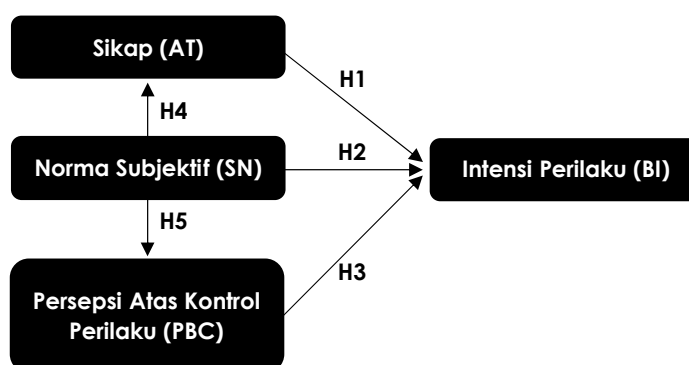 Sikap (AT)
H1
H4
Norma Subjektif (SN)
H2
Intensi Perilaku (BI)
H5
H3
Persepsi Atas Kontrol
Perilaku (PBC)